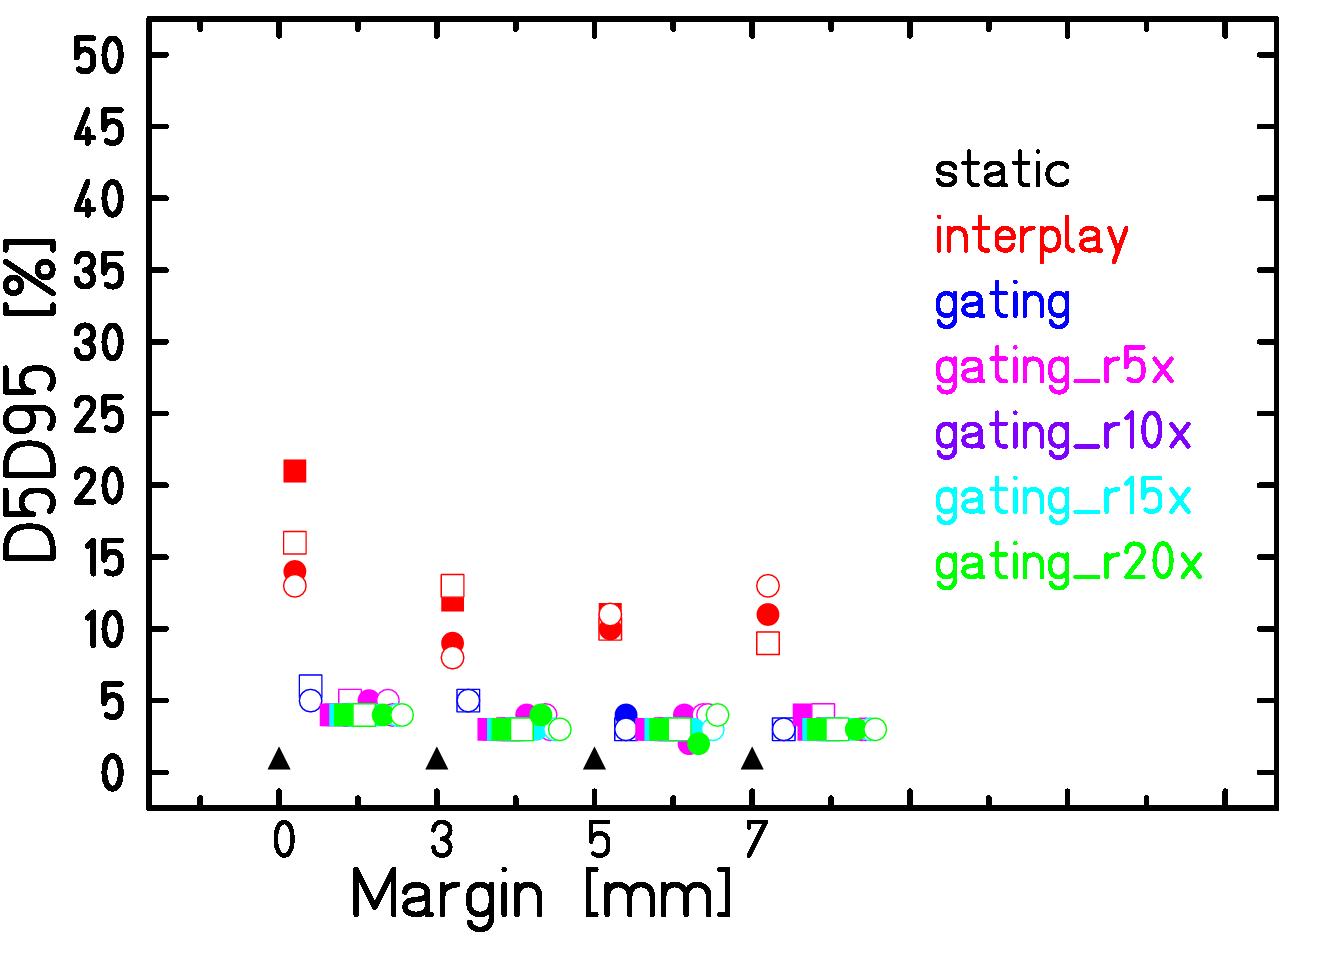 50
45
40
35
30
25
20
15
10
5
0
D5D95 [%]
static
interplay
gating
gating_r5x
gating_r10x
gating_r15x
gating_r20x
0 3 5 7
Margin [mm]